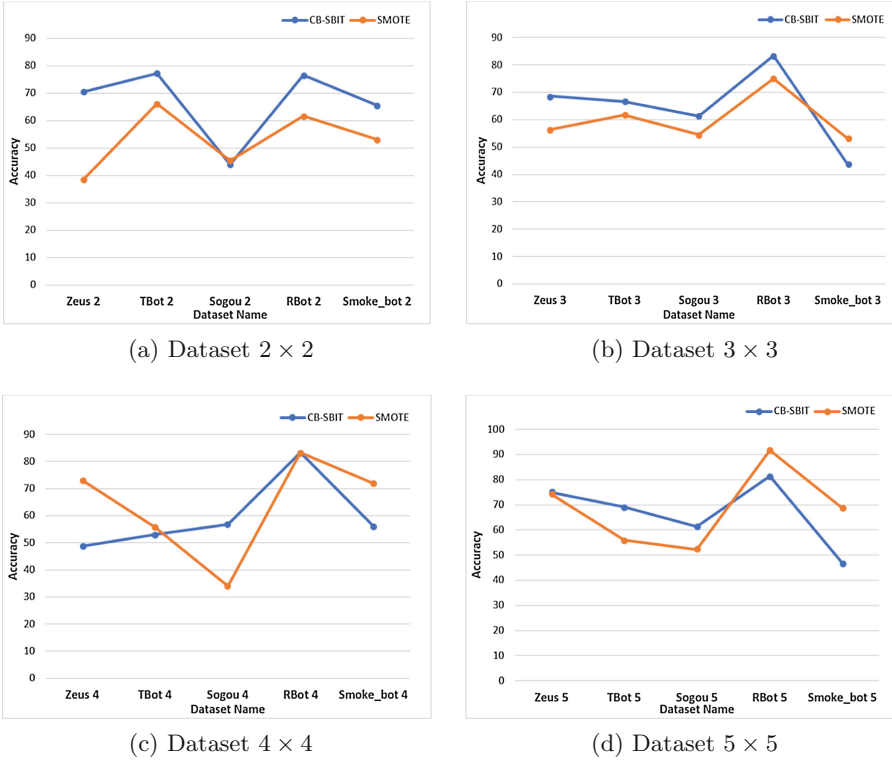 CB-SBIT SMOTE
90
80
70
60
50
40
30
20
10
0
Accuracy
Zeus 2 TBot 2 Sogou 2 RBot 2 Smoke_bot 2
Dataset Name
(a) Dataset 2 × 2
CB-SBIT SMOTE
90
80
70
60
50
40
30
20
10
0
Accuracy
Zeus 3 TBot 3 Sogou 3 RBot 3 Smoke_bot 3
Dataset Name
(b) Dataset 3 × 3
CB-SBIT SMOTE
90
80
70
60
50
40
30
20
10
0
Accuracy
Zeus 4 TBot 4 Sogou 4 RBot 4 Smoke_bot 4
Dataset Name
(c) Dataset 4 × 4
CB-SBIT SMOTE
100
90
80
70
60
50
40
30
20
10
0
Accuracy
Zeus 5 TBot 5 Sogou 5 RBot 5 Smoke_bot 5
Dataset Name
(d) Dataset 5 × 5